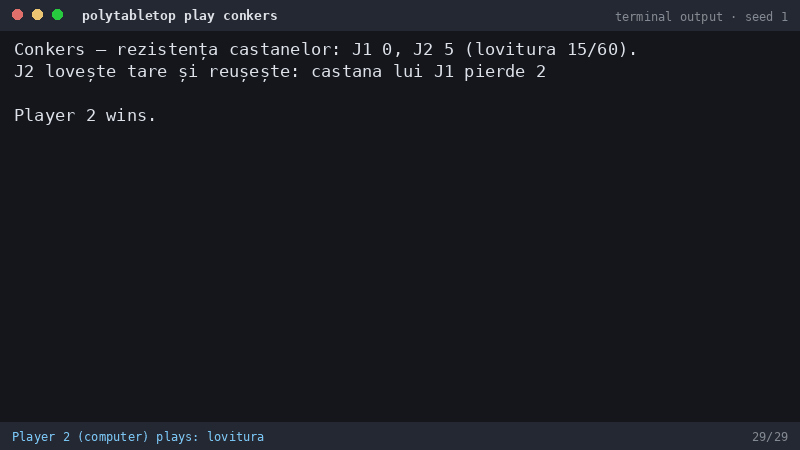 polytabletop play conkers
terminal output · seed 1
Conkers — rezistența castanelor: J1 0, J2 5 (lovitura 15/60).
J2 lovește tare și reușește: castana lui J1 pierde 2
Player 2 wins.
Player 2 (computer) plays: lovitura
29/29